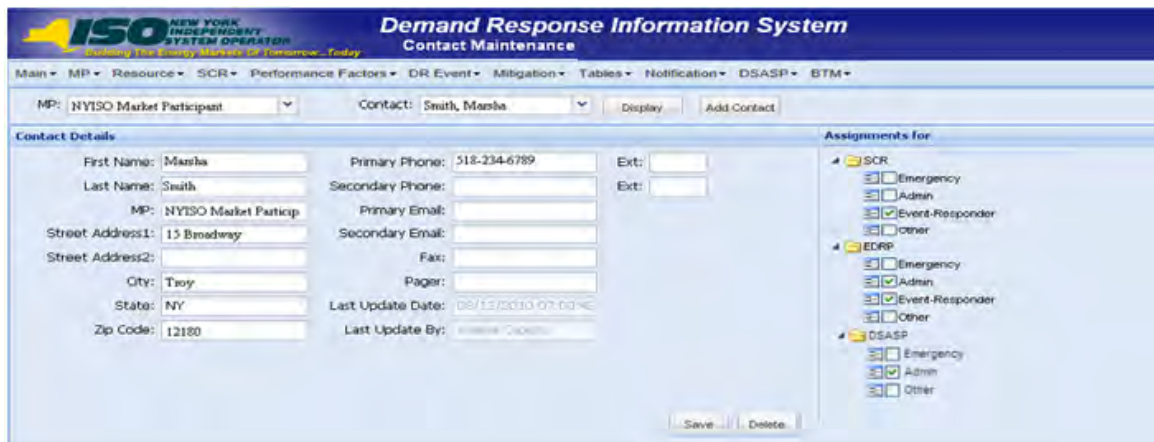 ISO NEW YORK INDEPENDENT SYSTEM OPERATOR
Building The Energy Markets Of Tomorrow...Today
Demand Response Information System
Contact Maintenance
Main MP Resource SCR Performance Factors DR Event Mitigation Tables Notification DSASP BTM
MP: NYISO Market Participant Contact: Smith, Marsha Display Add Contact
Contact Details Assignments for
First Name: Marsha Primary Phone: 518-234-6789 Ext:
Last Name: Smith Secondary Phone: Ext:
MP: NYISO Market Particip Primary Email:
Street Address1: 15 Broadway Secondary Email:
Street Address2: Fax:
City: Troy Pager:
State: NY Last Update Date:
Zip Code: 12180 Last Update By:
SCR
Emergency
Admin
Event-Responder
Other
EDRP
Emergency
Admin
Event-Responder
Other
DSASP
Emergency
Admin
Other
Save Delete